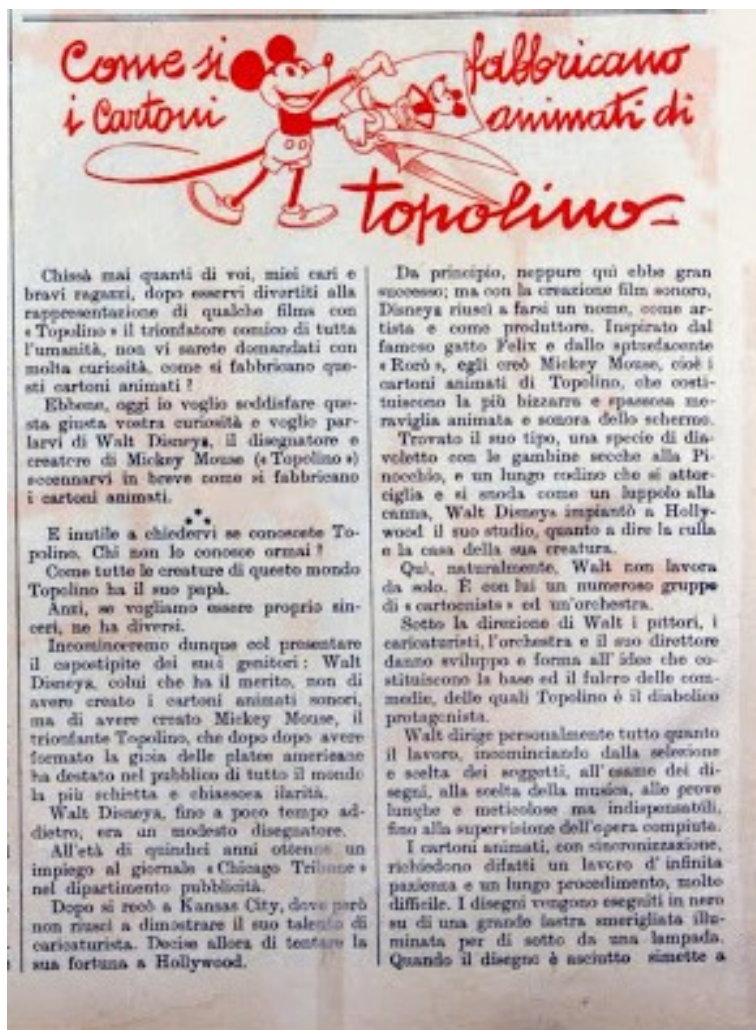 Come si fabbricano
i Cartoni animati di
topolino
Chissà mai quanti di voi, miei cari e
bravi ragazzi, dopo esservi divertiti alla
rappresentazione di qualche films con
« Topolino » il trionfatore comico di tutta
l'umanità, non vi sarete domandati con
molta curiosità, come si fabbricano que-
sti cartoni animati ?
Ebbene, oggi io voglio soddisfare que-
sta giusta vostra curiosità e voglio par-
larvi di Walt Disneys, il disegnatore e
creatore di Mickey Mouse (« Topolino »)
accennarvi in breve come si fabbricano
i cartoni animati.
E inutile a chiedervi se conoscete To-
polino. Chi non lo conosce ormai ?
Come tutte le creature di questo mondo
Topolino ha il suo papà.
Anzi, se vogliamo essere proprio sin-
ceri, ne ha diversi.
Incominceremo dunque col presentare
il capostipite dei suoi genitori : Walt
Disneys, colui che ha il merito, non di
avere creato i cartoni animati sonori,
ma di avere creato Mickey Mouse, il
trionfante Topolino, che dopo dopo avere
formato la gioia delle platee americane
ha destato nel pubblico di tutto il mondo
la più schietta e chiassosa ilarità.
Walt Disneys, fino a poco tempo ad-
dietro, era un modesto disegnatore.
All'età di quindici anni ottenne un
impiego al giornale « Chicago Tribune »
nel dipartimento pubblicità.
Dopo si recò a Kansas City, dove però
non riuscì a dimostrare il suo talento di
caricaturista. Decise allora di tentare la
sua fortuna a Hollywood.
Da principio, neppure quì ebbe gran
successo; ma con la creazione film sonoro,
Disneys riuscì a farsi un nome, come ar-
tista e come produttore. Inspirato dal
famoso gatto Felix e dallo spiudacente
« Rorò », egli creò Mickey Mouse, cioè i
cartoni animati di Topolino, che costi-
tuiscono la più bizzarra e spassosa me-
raviglia animata e sonora dello schermo.
Trovato il suo tipo, una specie di dia-
voletto con le gambine secche alla Pi-
nocchio, e un lungo codino che si attor-
ciglia e si snoda come un luppolo alla
canna, Walt Disneys impiantò a Holly-
wood il suo studio, quanto a dire la culla
e la casa della sua creatura.
Quì, naturalmente, Walt non lavora
da solo. È con lui un numeroso gruppo
di « cartoonists » ed un'orchestra.
Sotto la direzione di Walt i pittori, i
caricaturisti, l'orchestra e il suo direttore
danno sviluppo e forma all' idee che co-
stituiscono la base ed il fulcro delle com-
medie, delle quali Topolino è il diabolico
protagonista.
Walt dirige personalmente tutto quanto
il lavoro, incominciando dalla selezione
e scelta dei soggetti, all'esame dei di-
segni, alla scelta della musica, alle prove
lunghe e meticolose ma indispensabili,
fino alla supervisione dell'opera compiuta.
I cartoni animati, con sincronizzazione,
richiedono difatti un lavoro d' infinita
pazienza e un lungo procedimento, molto
difficile. I disegni vengono eseguiti in nero
su di una grande lastra smerigliata illu-
minata per di sotto da una lampada.
Quando il disegno è asciutto simette a